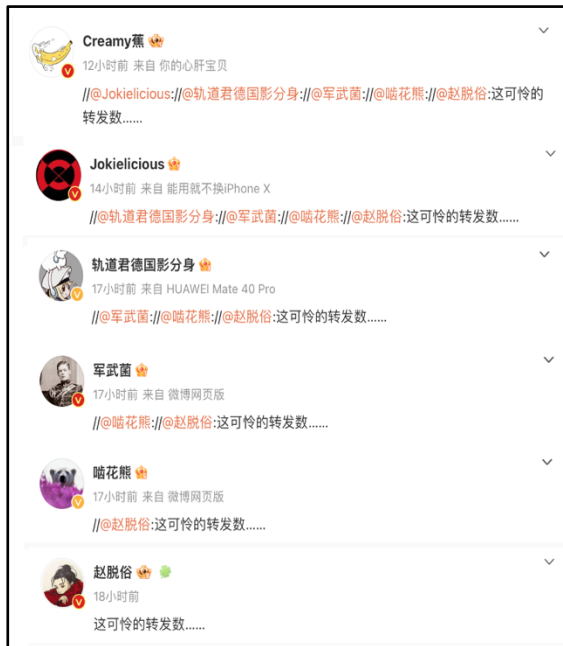 Creamy蕉
12小时前 来自 你的心肝宝贝
//@Jokielicious://@轨道君德国影分身://@军武菌://@啮花熊://@赵脱俗:这可怜的
转发数......
Jokielicious
14小时前 来自 能用就不换iPhone X
//@轨道君德国影分身://@军武菌://@啮花熊://@赵脱俗:这可怜的转发数......
轨道君德国影分身
17小时前 来自 HUAWEI Mate 40 Pro
//@军武菌://@啮花熊://@赵脱俗:这可怜的转发数......
军武菌
17小时前 来自 微博网页版
//@啮花熊://@赵脱俗:这可怜的转发数......
啮花熊
17小时前 来自 微博网页版
//@赵脱俗:这可怜的转发数......
赵脱俗
18小时前
这可怜的转发数......